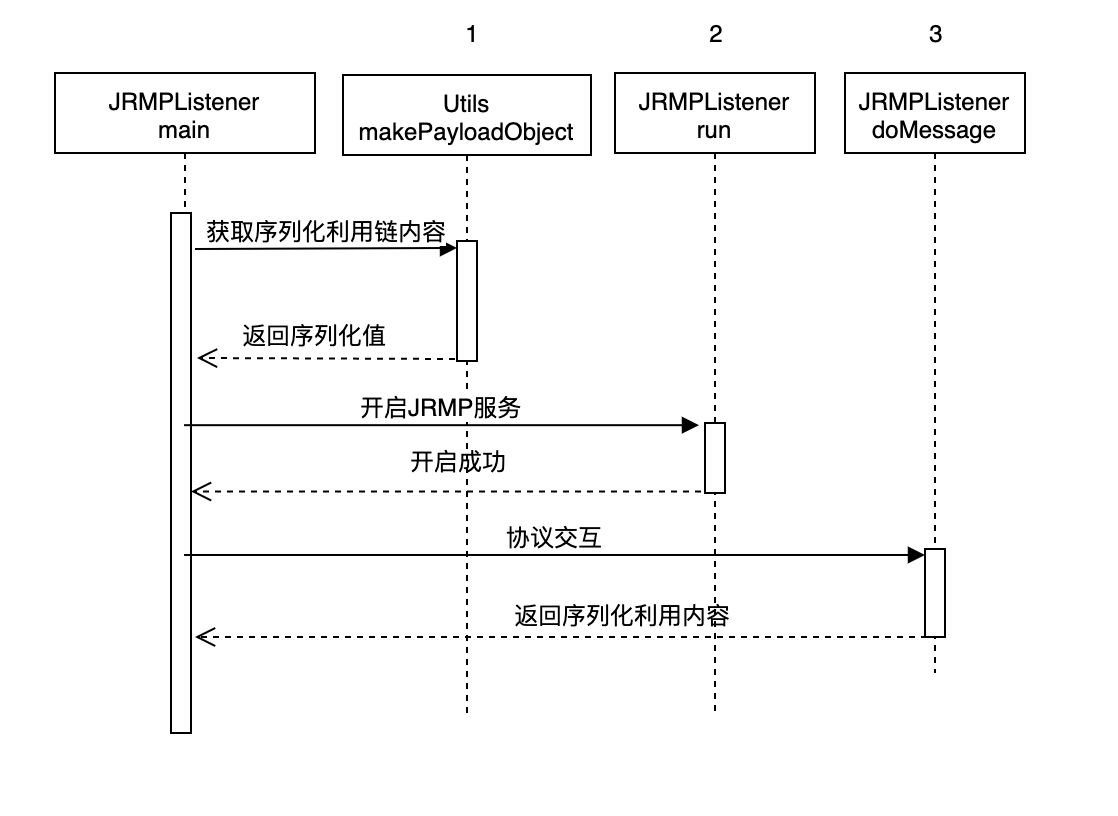 1
2
3
JRMPListener
main
Utils
makePayloadObject
JRMPListener
run
JRMPListener
doMessage
获取序列化利用链内容
返回序列化值
开启JRMP服务
开启成功
协议交互
返回序列化利用内容